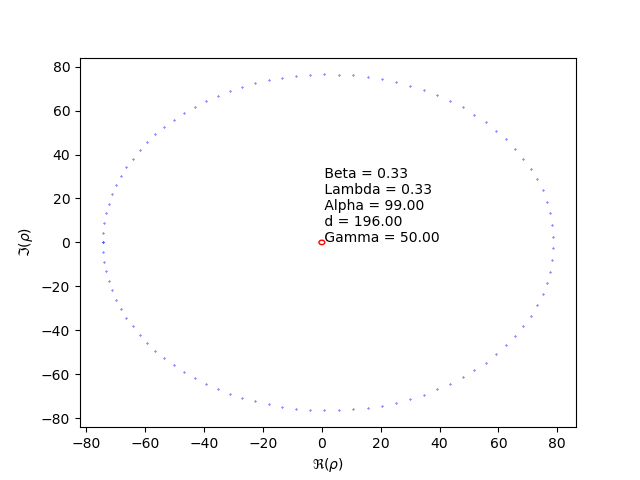 80
60
40
20
0
−20
−40
−60
−80
ℑ(ρ)
Beta = 0.33
Lambda = 0.33
Alpha = 99.00
d = 196.00
Gamma = 50.00
−80 −60 −40 −20 0 20 40 60 80
ℜ(ρ)